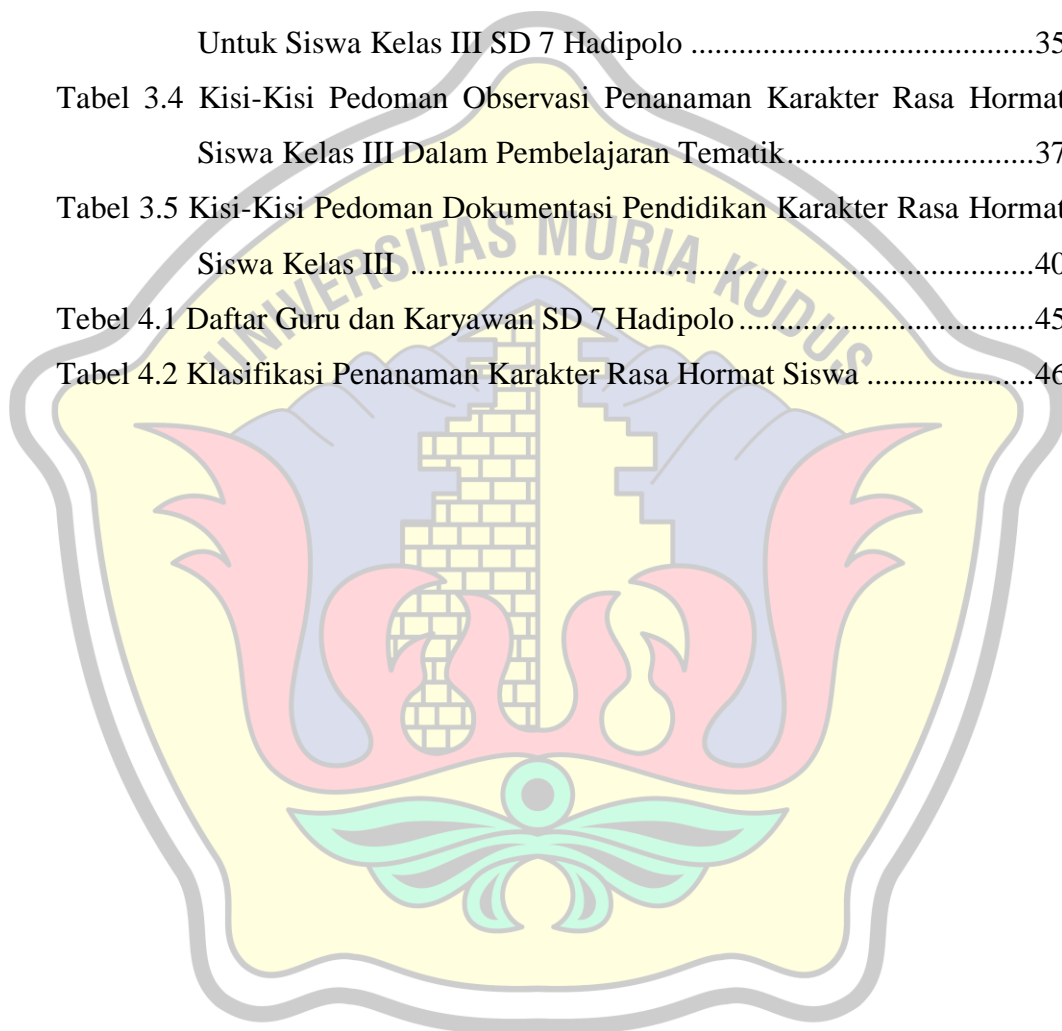 Untuk Siswa Kelas III SD 7 Hadipolo ...........................................35
Tabel 3.4 Kisi-Kisi Pedoman Observasi Penanaman Karakter Rasa Hormat
Siswa Kelas III Dalam Pembelajaran Tematik...............................37
Tabel 3.5 Kisi-Kisi Pedoman Dokumentasi Pendidikan Karakter Rasa Hormat
Siswa Kelas III ..............................................................................40
Tebel 4.1 Daftar Guru dan Karyawan SD 7 Hadipolo .....................................45
Tabel 4.2 Klasifikasi Penanaman Karakter Rasa Hormat Siswa .....................46
UNIVERSITAS MURIA KUDUS